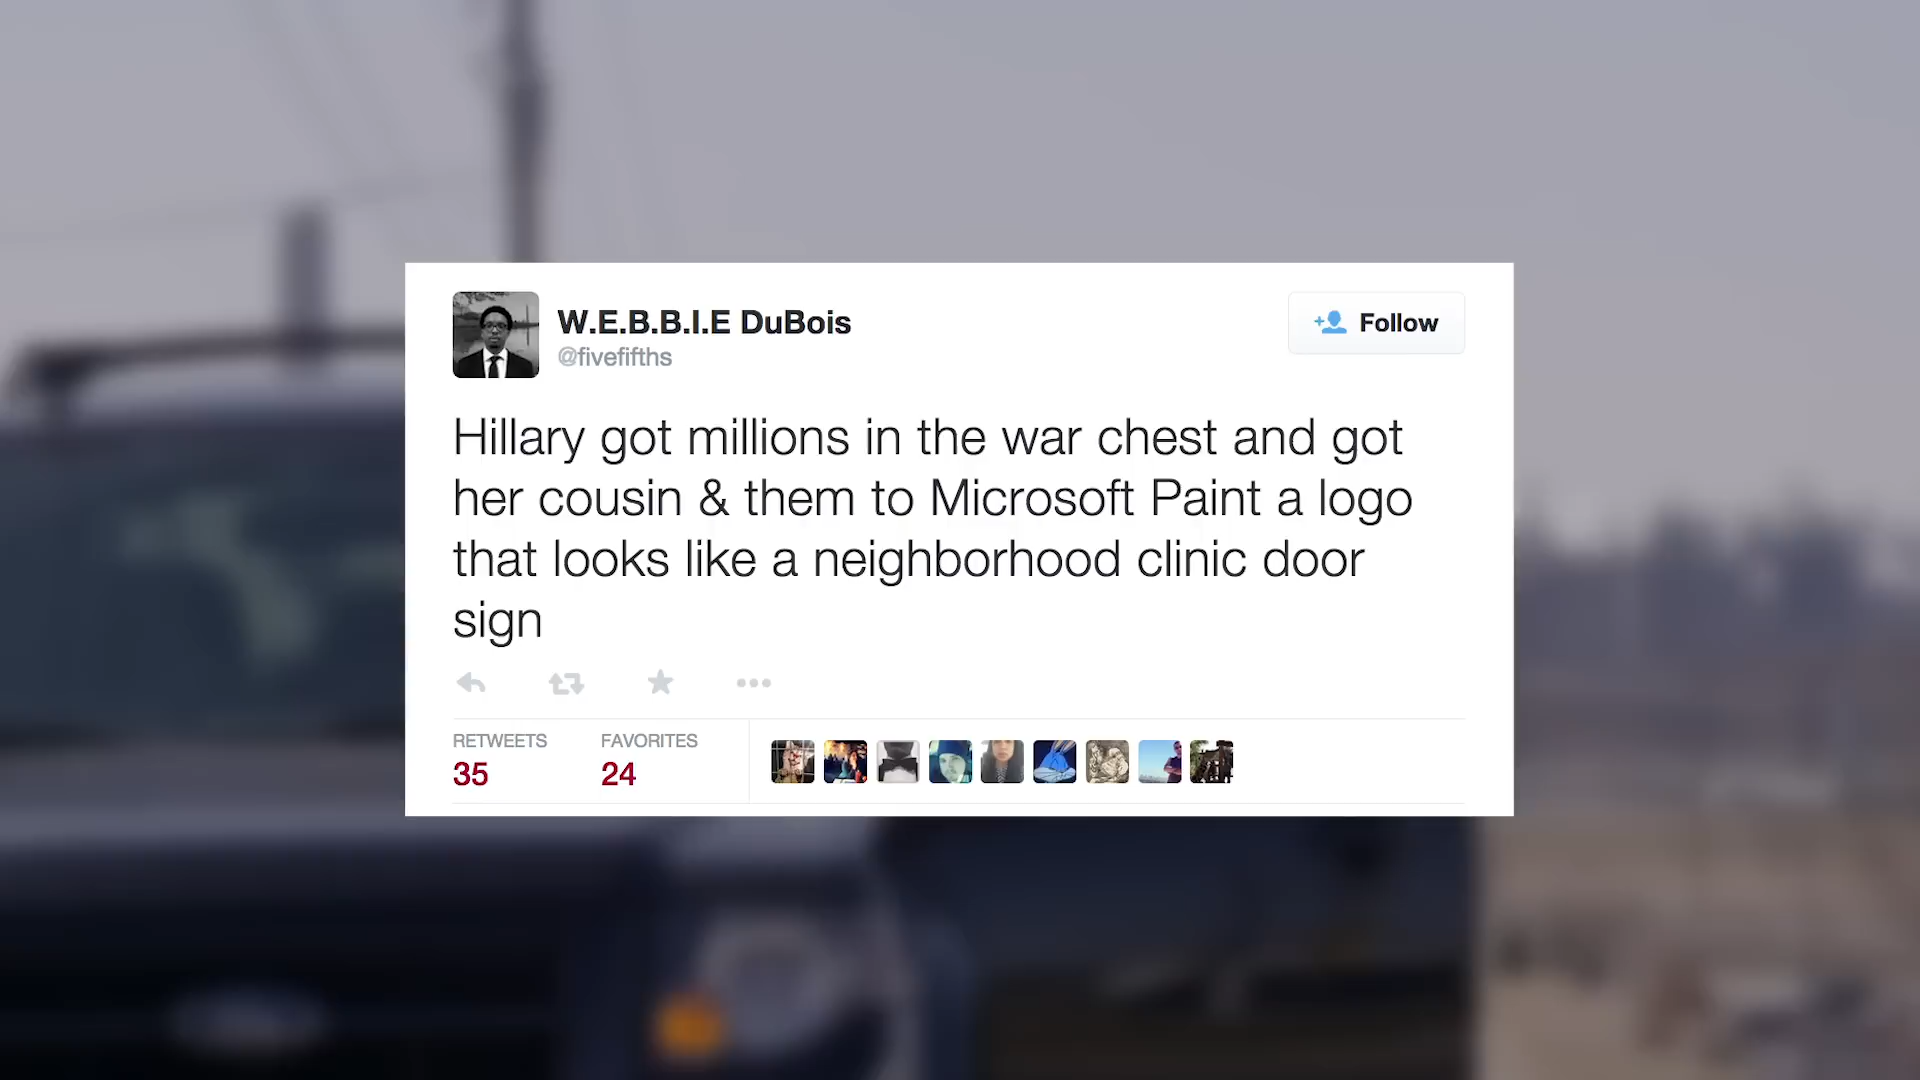 W.E.B.B.I.E DuBois
@fivefifths
Follow
Hillary got millions in the war chest and got
her cousin & them to Microsoft Paint a logo
that looks like a neighborhood clinic door
sign
RETWEETS
35
FAVORITES
24